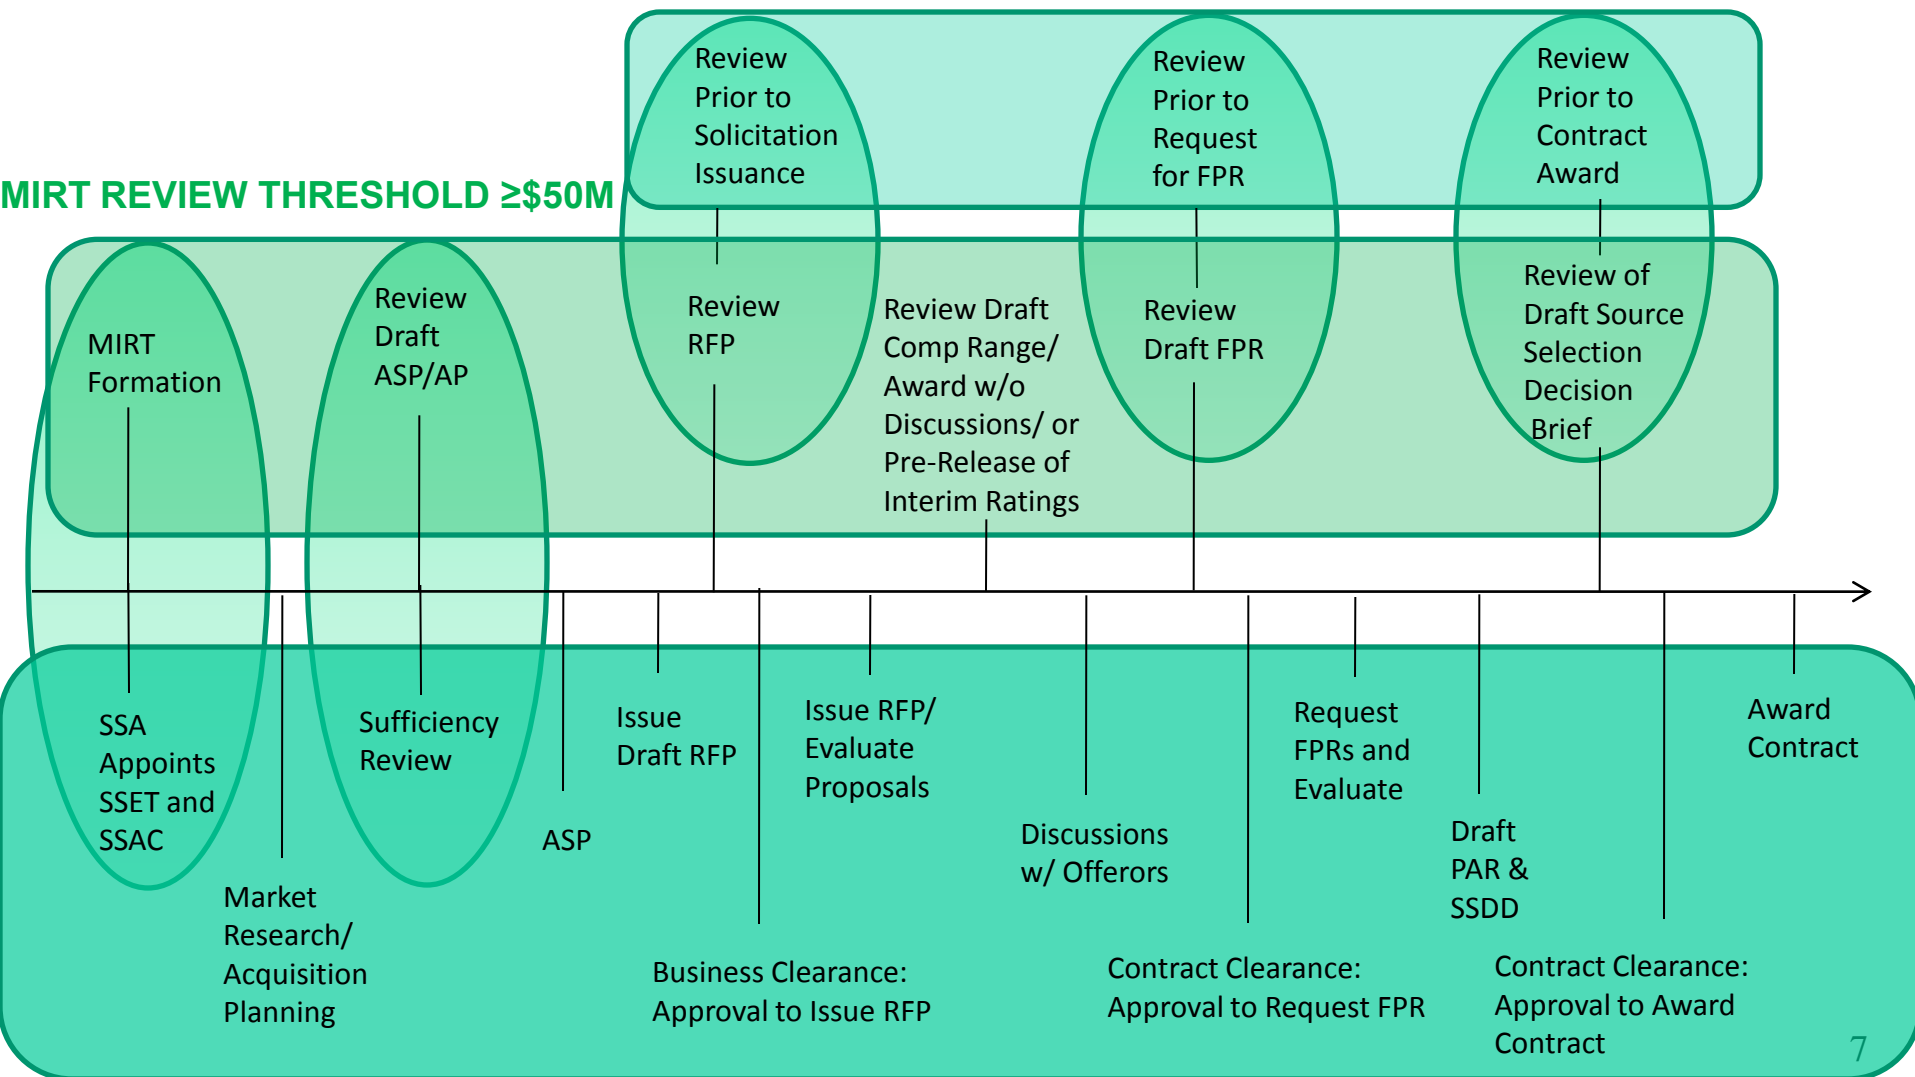 Review
Prior to
Solicitation
Issuance
Review
Prior to
Request
for FPR
Review
Prior to
Contract
Award
MIRT REVIEW THRESHOLD ≥$50M
MIRT
Formation
Review
Draft
ASP/AP
Review
RFP
Review Draft
Comp Range/
Award w/o
Discussions/ or
Pre-Release of
Interim Ratings
Review
Draft FPR
Review of
Draft Source
Selection
Decision
Brief
SSA
Appoints
SSET and
SSAC
Market
Research/
Acquisition
Planning
Sufficiency
Review
ASP
Issue
Draft RFP
Business Clearance:
Approval to Issue RFP
Issue RFP/
Evaluate
Proposals
Discussions
w/ Offerors
Contract Clearance:
Approval to Request FPR
Request
FPRs and
Evaluate
Draft
PAR &
SSDD
Contract Clearance:
Approval to Award
Contract
Award
Contract
7